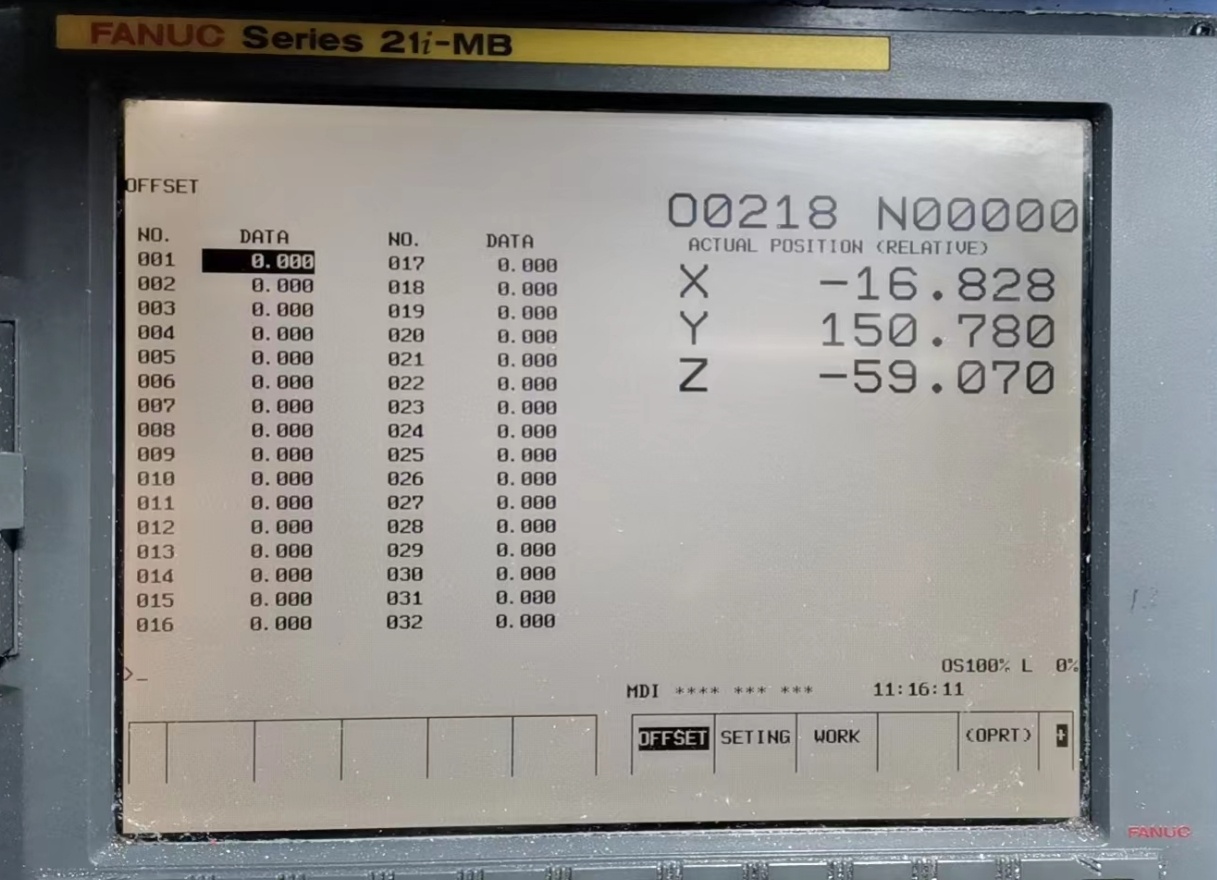 FANUC Series 21i-MB
OFFSET
O0218 N00000
NO. DATA NO. DATA
ACTUAL POSITION (RELATIVE)
001 0.000 017 0.000
X -16.828
002 0.000 018 0.000
003 0.000 019 0.000
Y 150.780
004 0.000 020 0.000
005 0.000 021 0.000
Z -59.070
006 0.000 022 0.000
007 0.000 023 0.000
008 0.000 024 0.000
009 0.000 025 0.000
010 0.000 026 0.000
011 0.000 027 0.000
012 0.000 028 0.000
013 0.000 029 0.000
014 0.000 030 0.000
015 0.000 031 0.000
016 0.000 032 0.000
OS100% L 0%
>_
MDI **** *** *** 11:16:11
OFFSET SETING WORK (OPRT) +
FANUC